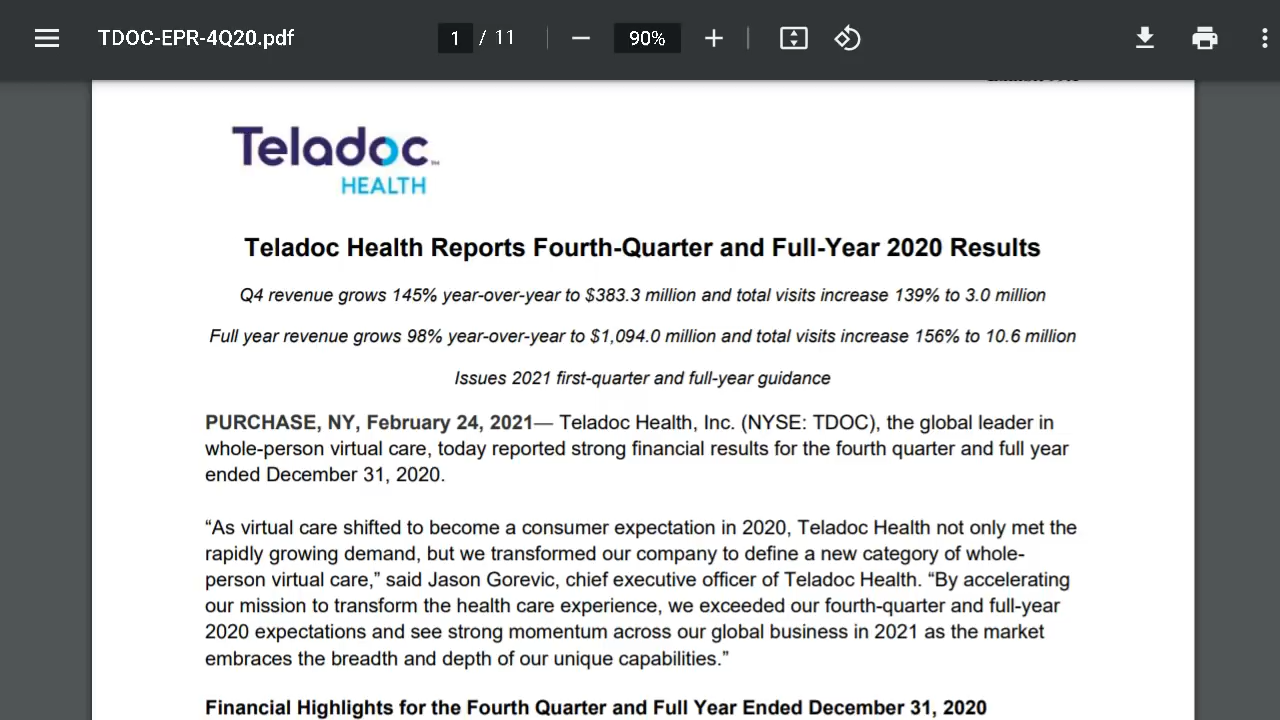 TDOC-EPR-4Q20.pdf
1 / 11
90%
Teladoc™
HEALTH
Teladoc Health Reports Fourth-Quarter and Full-Year 2020 Results
Q4 revenue grows 145% year-over-year to $383.3 million and total visits increase 139% to 3.0 million
Full year revenue grows 98% year-over-year to $1,094.0 million and total visits increase 156% to 10.6 million
Issues 2021 first-quarter and full-year guidance
PURCHASE, NY, February 24, 2021— Teladoc Health, Inc. (NYSE: TDOC), the global leader in
whole-person virtual care, today reported strong financial results for the fourth quarter and full year
ended December 31, 2020.
“As virtual care shifted to become a consumer expectation in 2020, Teladoc Health not only met the
rapidly growing demand, but we transformed our company to define a new category of whole-
person virtual care,” said Jason Gorevic, chief executive officer of Teladoc Health. “By accelerating
our mission to transform the health care experience, we exceeded our fourth-quarter and full-year
2020 expectations and see strong momentum across our global business in 2021 as the market
embraces the breadth and depth of our unique capabilities.”
Financial Highlights for the Fourth Quarter and Full Year Ended December 31, 2020